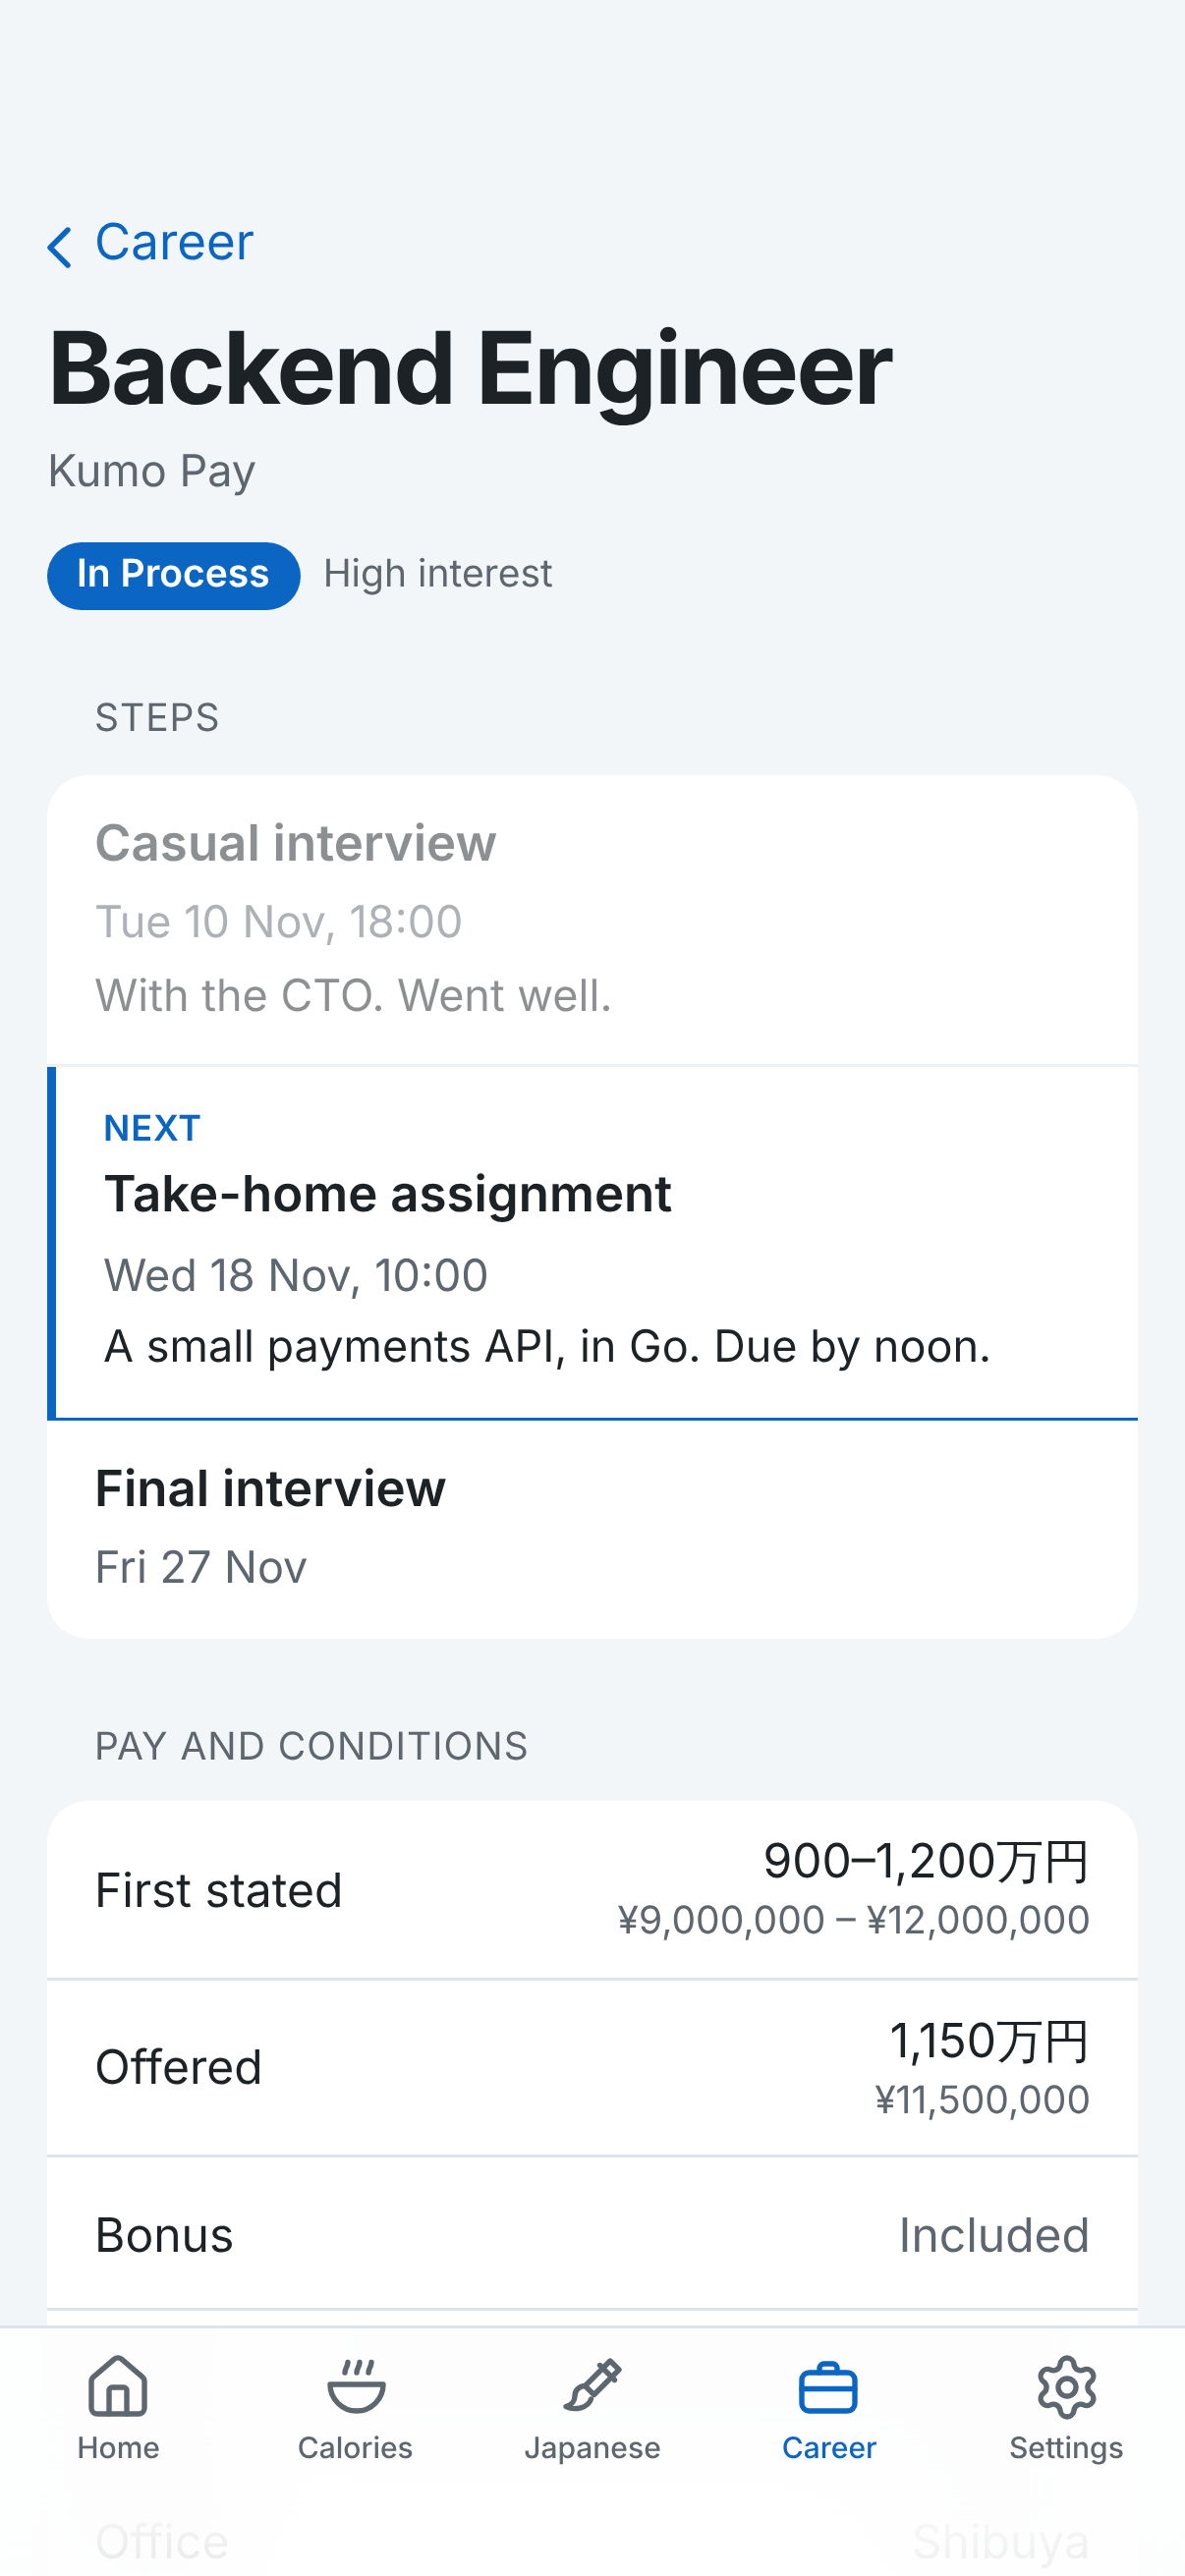 Career
Backend Engineer
Kumo Pay
In Process High interest
STEPS
Casual interview
Tue 10 Nov, 18:00
With the CTO. Went well.
NEXT
Take-home assignment
Wed 18 Nov, 10:00
A small payments API, in Go. Due by noon.
Final interview
Fri 27 Nov
PAY AND CONDITIONS
First stated 900–1,200万円
¥9,000,000 – ¥12,000,000
Offered 1,150万円
¥11,500,000
Bonus Included
Home Calories Japanese Career Settings
Office Shibuya